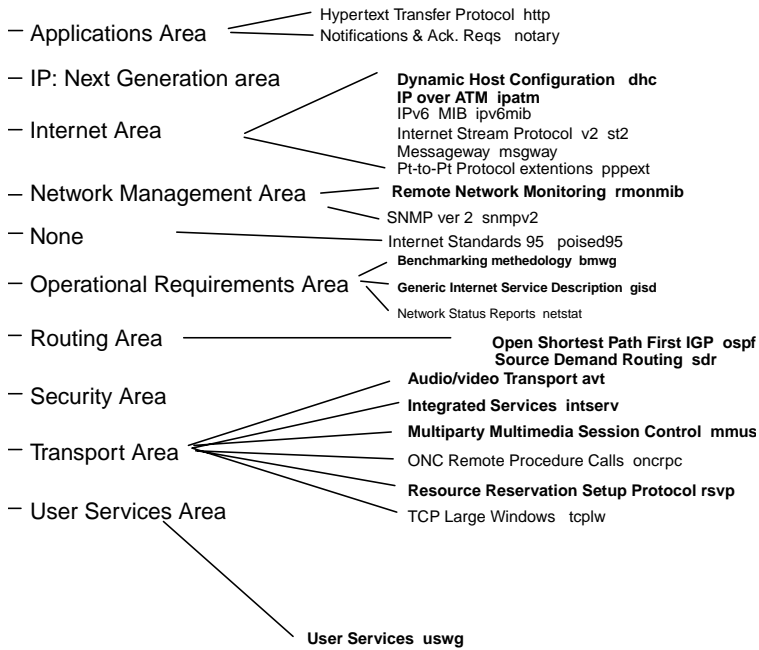 – Applications Area
Hypertext Transfer Protocol http
Notifications & Ack. Reqs notary
– IP: Next Generation area
– Internet Area
Dynamic Host Configuration dhc
IP over ATM ipatm
IPv6 MIB ipv6mib
Internet Stream Protocol v2 st2
Messageway msgway
Pt-to-Pt Protocol extentions pppext
– Network Management Area
Remote Network Monitoring rmonmib
SNMP ver 2 snmpv2
– None
Internet Standards 95 poised95
– Operational Requirements Area
Benchmarking methedology bmwg
Generic Internet Service Description gisd
Network Status Reports netstat
– Routing Area
Open Shortest Path First IGP ospf
Source Demand Routing sdr
– Security Area
– Transport Area
Audio/video Transport avt
Integrated Services intserv
Multiparty Multimedia Session Control mmus
ONC Remote Procedure Calls oncrpc
Resource Reservation Setup Protocol rsvp
TCP Large Windows tcplw
– User Services Area
User Services uswg